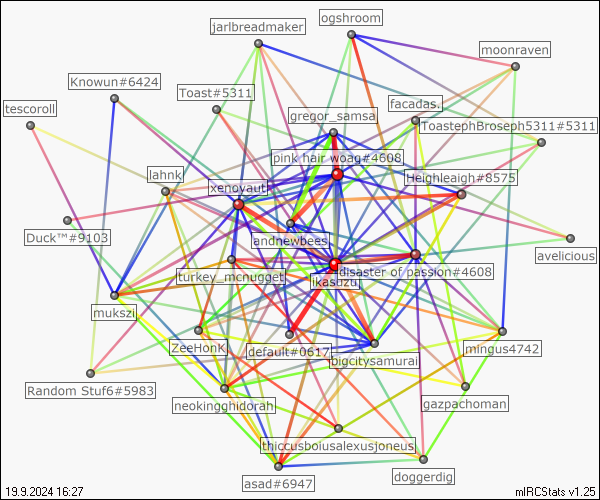 ogshroom
jarlbreadmaker
moonraven
Knowun#6424
Toast#5311
tescoroll
facadas.
gregor_samsa
ToastephBroseph5311#5311
pink hair woag#4608
lahnk
Heighleaigh#8575
xenoyaut
Duck™#9103
andnewbees
avelicious
turkey_mcnugget
disaster of passion#4608
ikasuzu
mukszi
ZeeHonK
default#0617
mingus4742
bigcitysamurai
Random Stuf6#5983
neokingghidorah
gazpachoman
thiccusboiusalexusjoneus
asad#6947
doggerdig
19.9.2024 16:27
mIRCStats v1.25